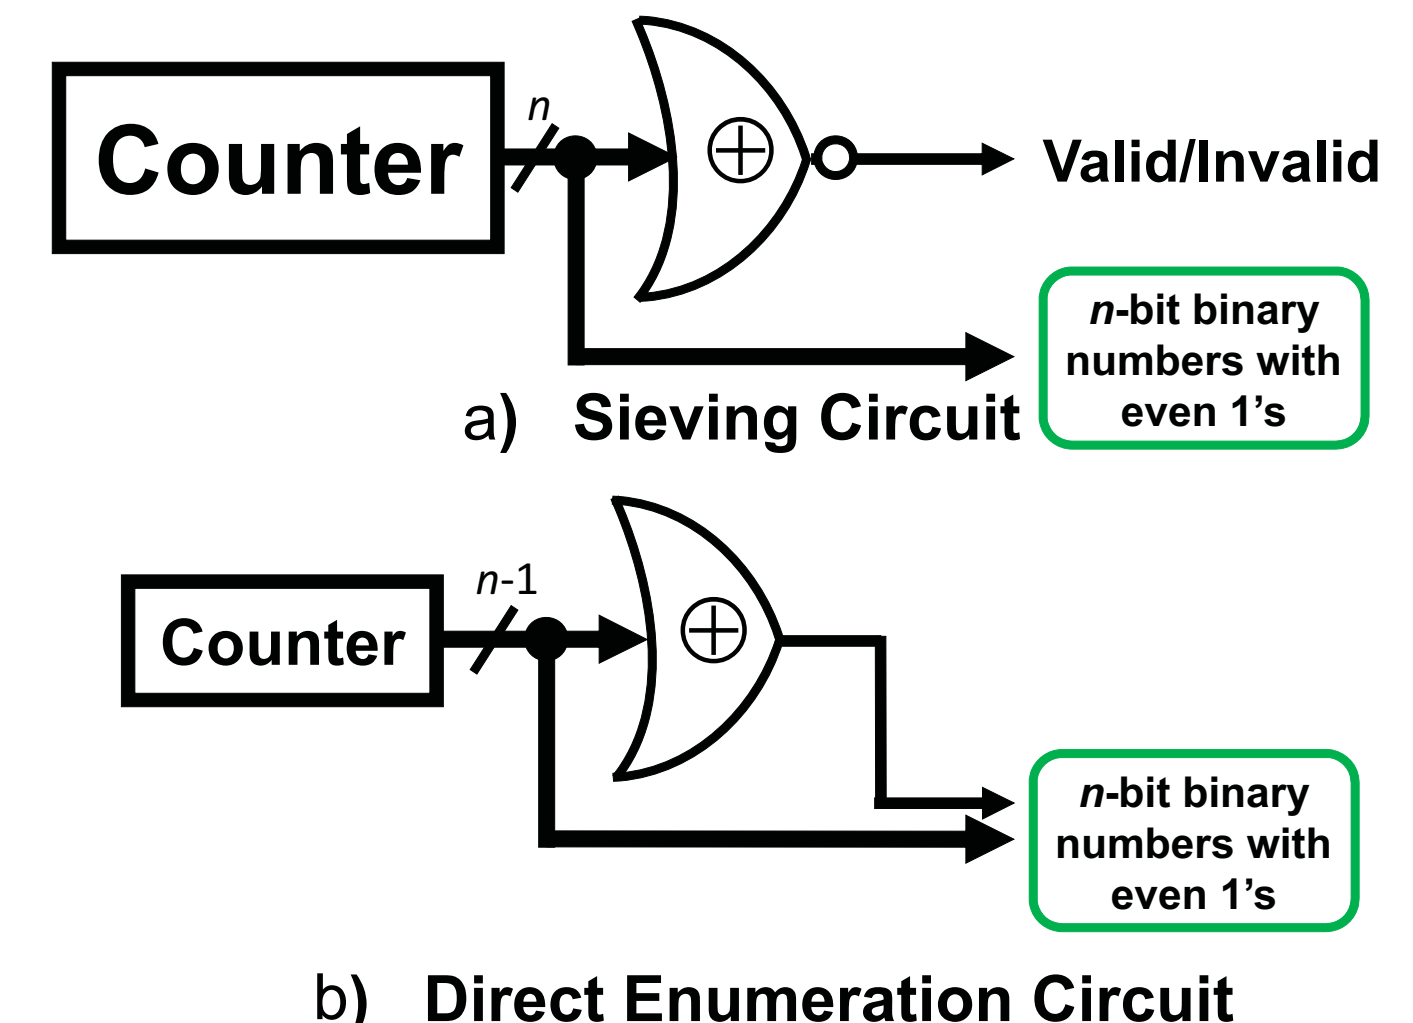 n
Counter
⊕
Valid/Invalid
n-bit binary
numbers with
even 1's
a) Sieving Circuit
n-1
Counter
⊕
n-bit binary
numbers with
even 1's
b) Direct Enumeration Circuit